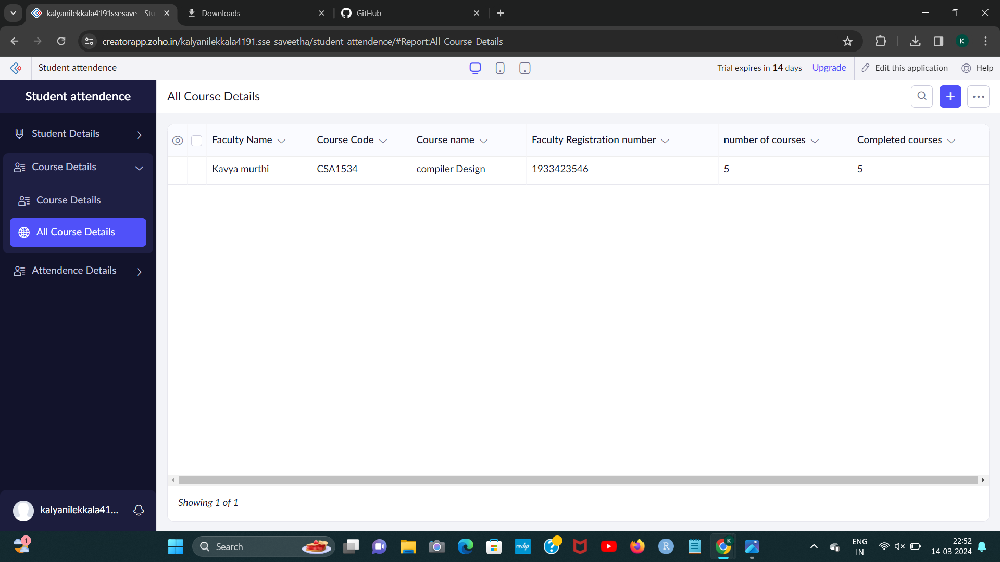 kalyanilekkala4191ssesave - Stu
Downloads
GitHub
creatorapp.zoho.in/kalyanilekkala4191.sse_saveetha/student-attendence/#Report:All_Course_Details
K
Student attendence
Trial expires in 14 days
Upgrade
Edit this application
Help
Student attendence
All Course Details
Student Details
Course Details
Course Details
All Course Details
Attendence Details
Faculty Name
Course Code
Course name
Faculty Registration number
number of courses
Completed courses
Kavya murthi
CSA1534
compiler Design
1933423546
5
5
Showing 1 of 1
kalyanilekkala41...
1
Search
myhp
?
R
K
ENG
IN
22:52
14-03-2024